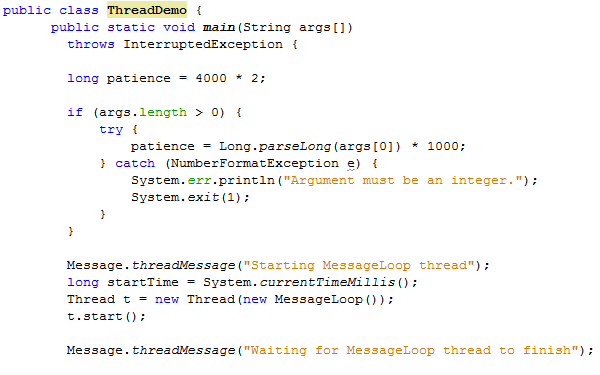 public class ThreadDemo {
public static void main(String args[])
throws InterruptedException {
long patience = 4000 * 2;
if (args.length > 0) {
try {
patience = Long.parseLong(args[0]) * 1000;
} catch (NumberFormatException e) {
System.err.println("Argument must be an integer.");
System.exit(1);
}
}
Message.threadMessage("Starting MessageLoop thread");
long startTime = System.currentTimeMillis();
Thread t = new Thread(new MessageLoop());
t.start();
Message.threadMessage("Waiting for MessageLoop thread to finish");